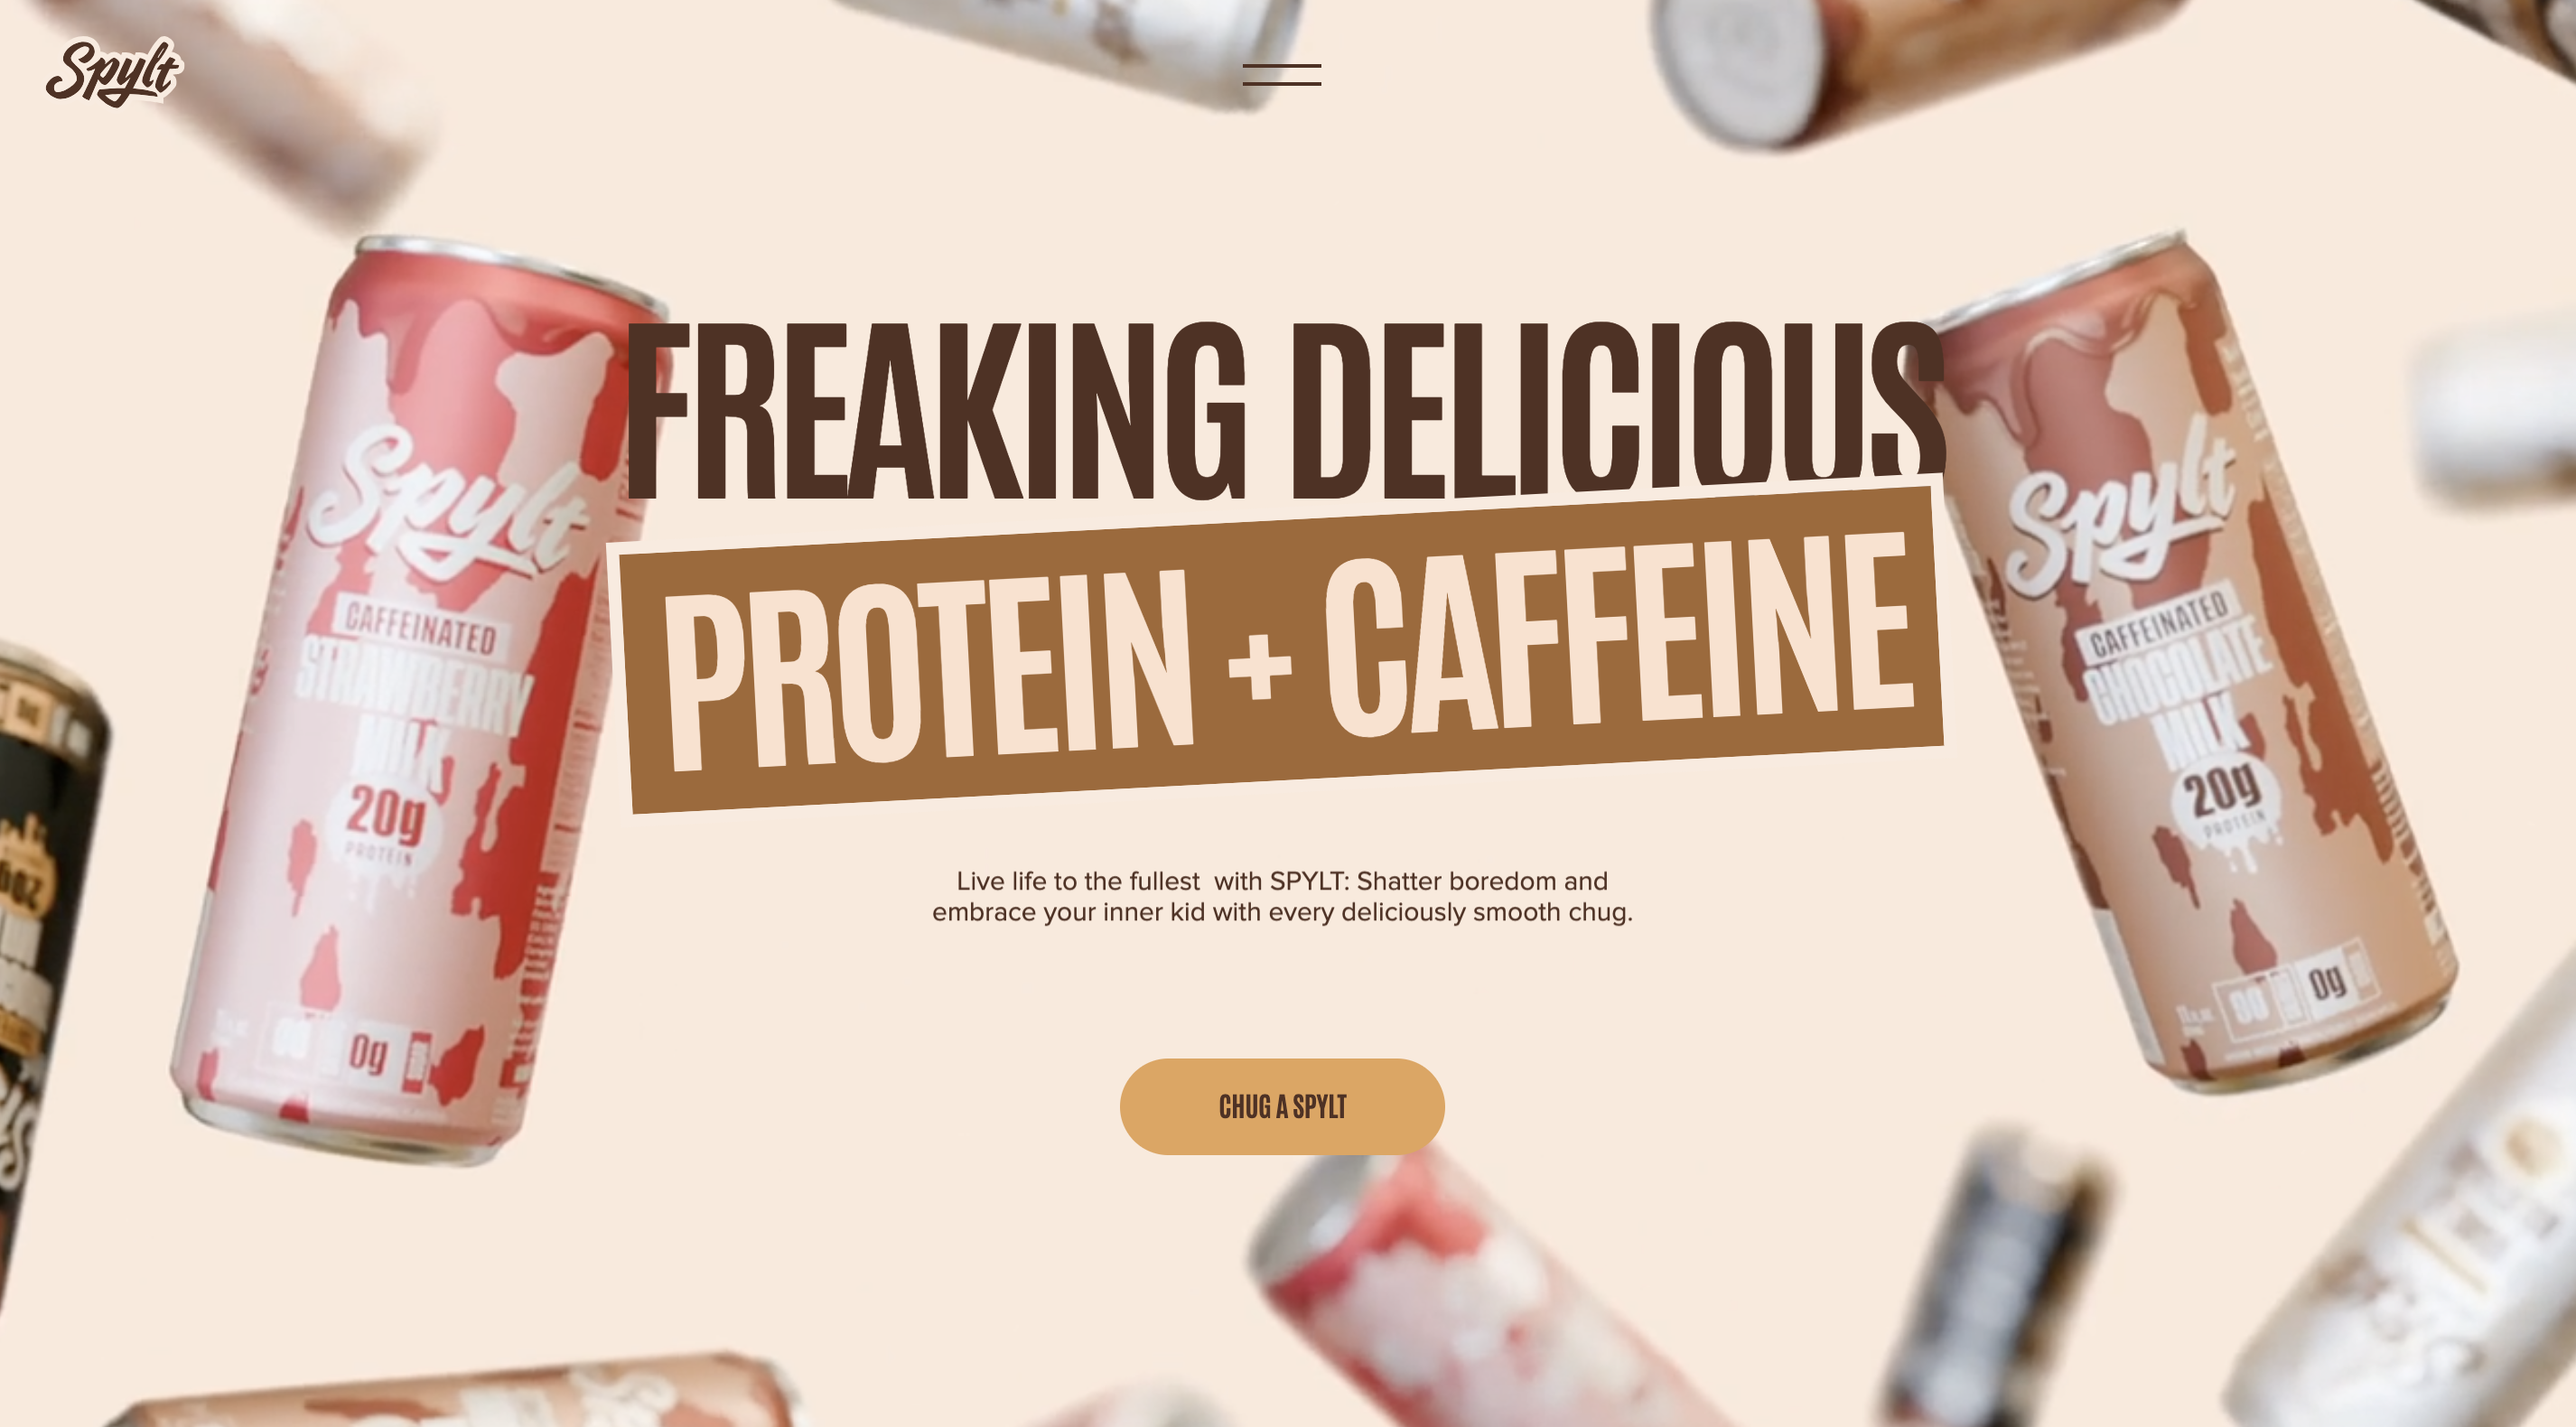 Spylt
FREAKING DELICIOUS
PROTEIN + CAFFEINE
Spylt
CAFFEINATED
STRAWBERRY
MILK
20g
PROTEIN
0g
Spylt
CAFFEINATED
CHOCOLATE
MILK
20g
PROTEIN
0g
Live life to the fullest  with SPYLT: Shatter boredom and
embrace your inner kid with every deliciously smooth chug.
CHUG A SPYLT